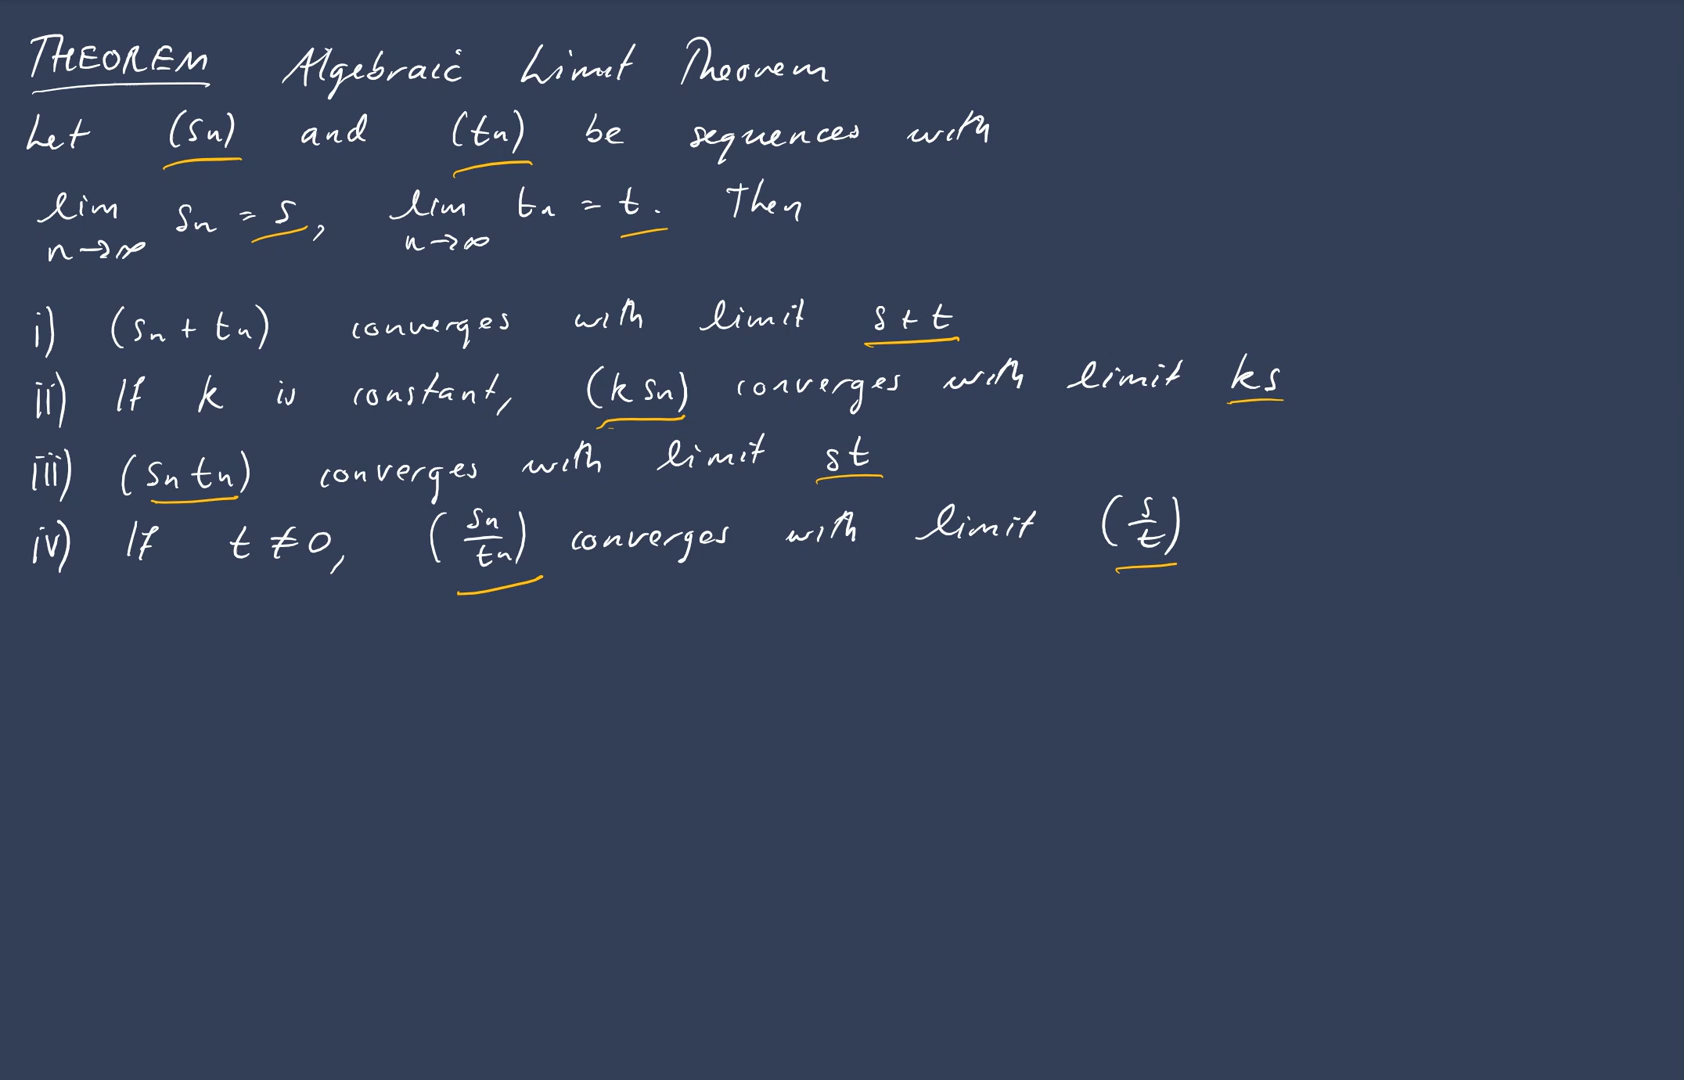 THEOREM Algebraic Limit Theorem
Let (sn) and (tn) be sequences with
lim n→∞ sn = s, lim n→∞ tn = t. Then
i) (sn + tn) converges with limit s + t
ii) If k is constant, (k sn) converges with limit ks
iii) (sn tn) converges with limit st
iv) If t ≠ 0, (sn/tn) converges with limit (s/t)